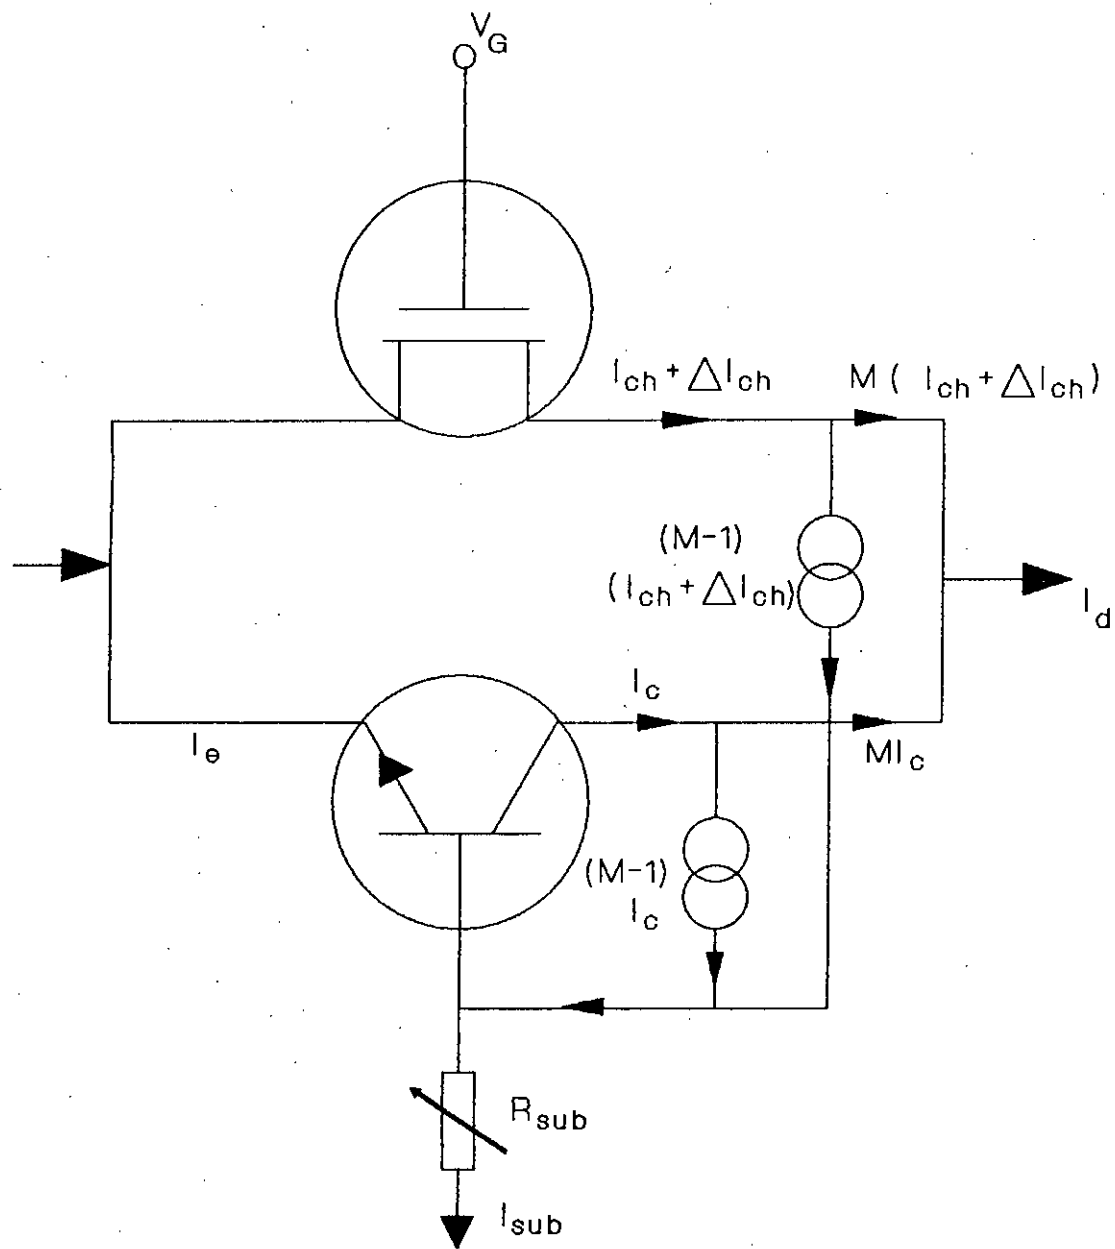 V_G
I_ch + ΔI_ch
M ( I_ch + ΔI_ch)
(M-1)
(I_ch + ΔI_ch)
I_d
I_c
I_e
MI_c
(M-1)
I_c
R_sub
I_sub